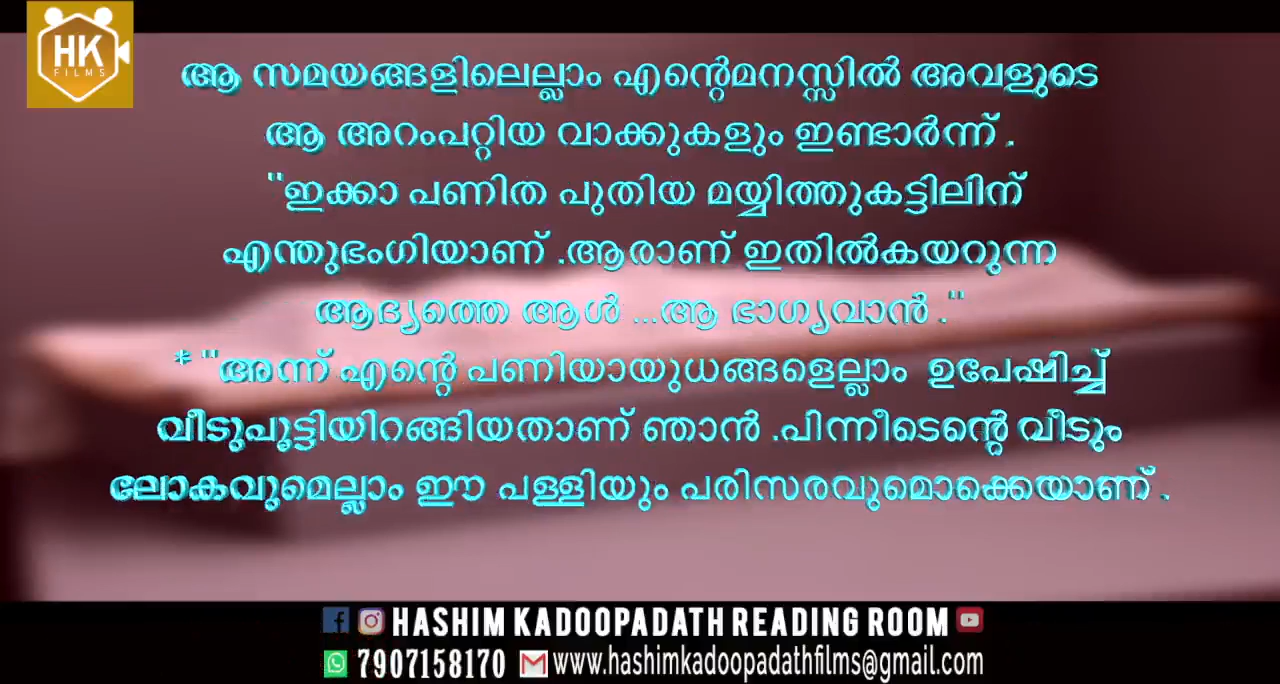 HK
FILMS
ആ സമയങ്ങളിലെല്ലാം എന്റെമനസ്സിൽ അവളുടെ
ആ അറംപറ്റിയ വാക്കുകളും ഇണ്ടാർന്ന് .
"ഇക്കാ പണിത പുതിയ മയ്യിത്തുകട്ടിലിന്
എന്തുഭംഗിയാണ് .ആരാണ് ഇതിൽകയറുന്ന
ആദ്യത്തെ ആൾ ...ആ ഭാഗ്യവാൻ ."
* "അന്ന് എന്റെ പണിയായുധങ്ങളെല്ലാം ഉപേഷിച്ച്
വീടുപൂട്ടിയിറങ്ങിയതാണ് ഞാൻ .പിന്നീടെന്റെ വീടും
ലോകവുമെല്ലാം ഈ പള്ളിയും പരിസരവുമൊക്കെയാണ് .
HASHIM KADOOPADATH READING ROOM
7907158170 www.hashimkadoopadathfilms@gmail.com